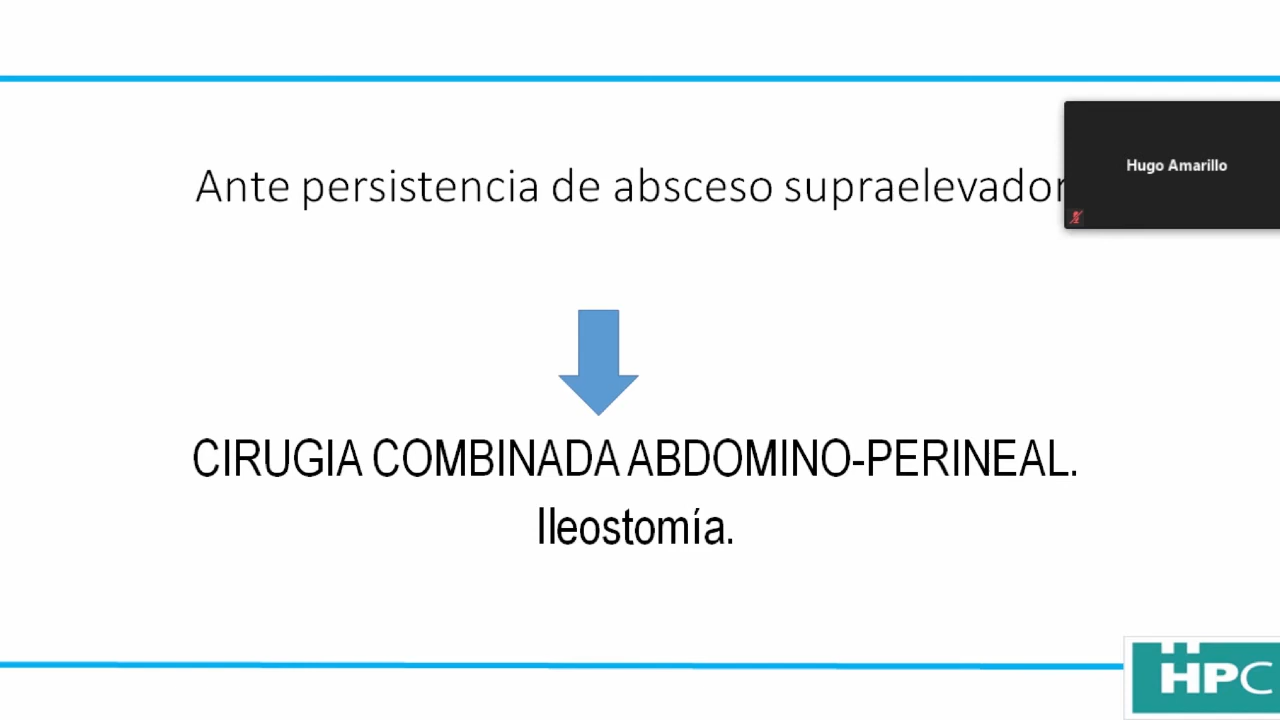 Ante persistencia de absceso supraelevador
Hugo Amarillo
CIRUGIA COMBINADA ABDOMINO-PERINEAL.
Ileostomía.
HPC